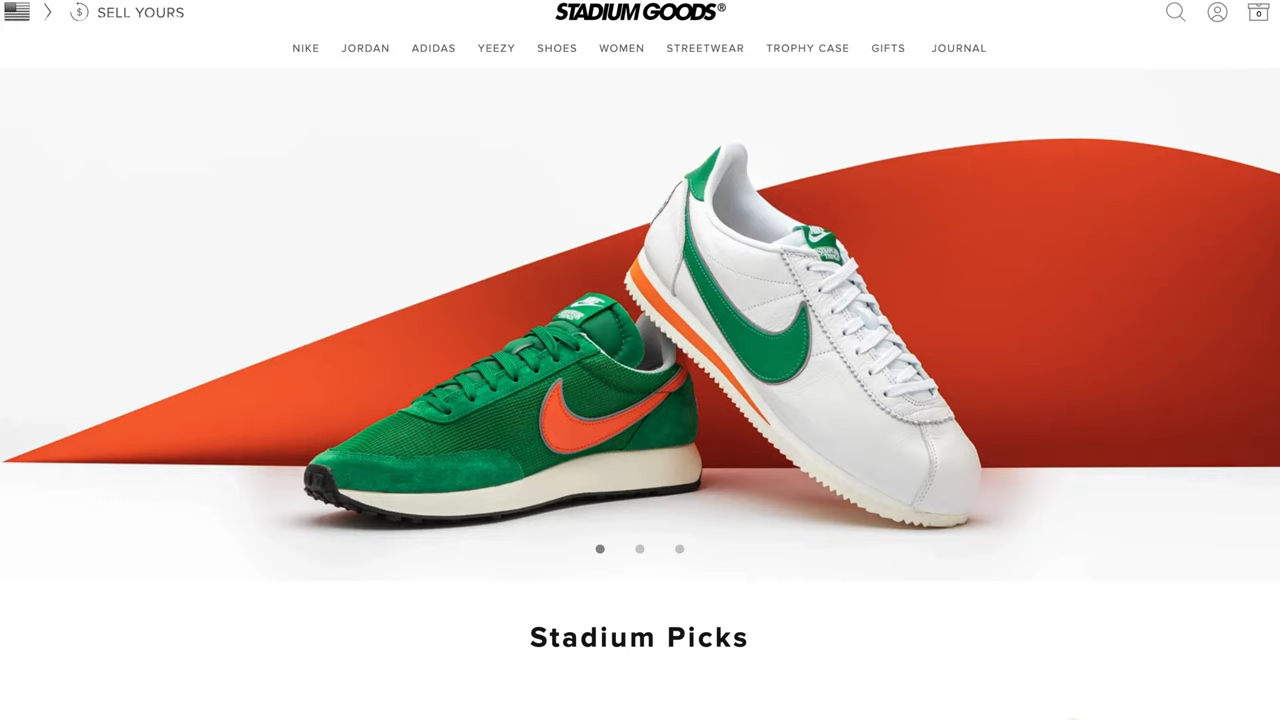 SELL YOURS
STADIUM GOODS®
0
NIKE JORDAN ADIDAS YEEZY SHOES WOMEN STREETWEAR TROPHY CASE GIFTS JOURNAL
Stadium Picks